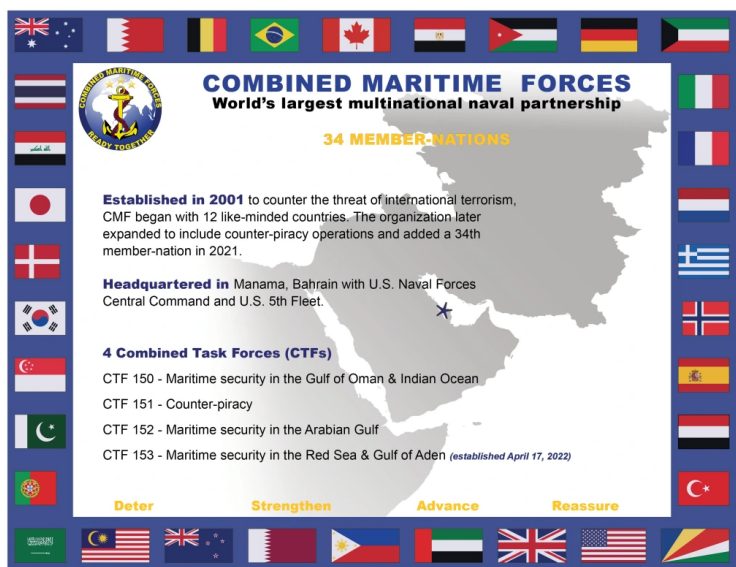 COMBINED MARITIME FORCES
READY TOGETHER
COMBINED MARITIME FORCES
World's largest multinational naval partnership
34 MEMBER-NATIONS
Established in 2001 to counter the threat of international terrorism,
CMF began with 12 like-minded countries. The organization later
expanded to include counter-piracy operations and added a 34th
member-nation in 2021.
Headquartered in Manama, Bahrain with U.S. Naval Forces
Central Command and U.S. 5th Fleet.
4 Combined Task Forces (CTFs)
CTF 150 - Maritime security in the Gulf of Oman & Indian Ocean
CTF 151 - Counter-piracy
CTF 152 - Maritime security in the Arabian Gulf
CTF 153 - Maritime security in the Red Sea & Gulf of Aden (established April 17, 2022)
Deter Strengthen Advance Reassure